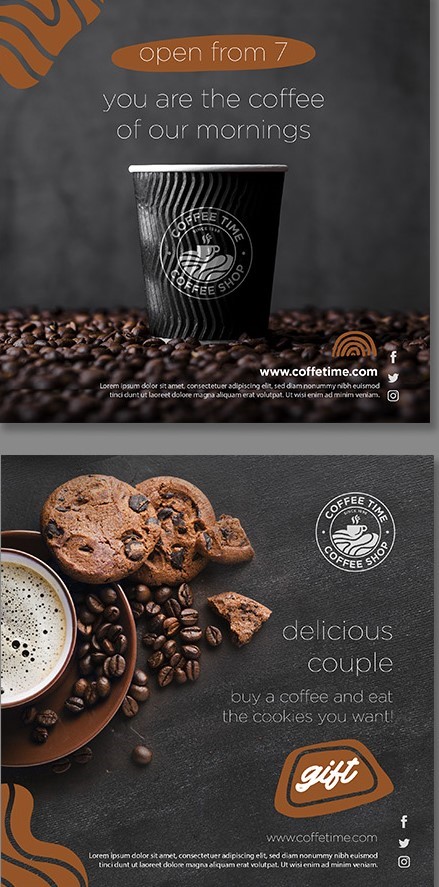 open from 7
you are the coffee
of our mornings
COFFEE TIME
SINCE 1998
COFFEE SHOP
www.coffetime.com
Lorem ipsum dolor sit amet, consectetuer adipiscing elit, sed diam nonummy nibh euismod
tinci dunt ut laoreet dolore magna aliquam erat volutpat. Ut wisi enim ad minim veniam.
COFFEE TIME
COFFEE SHOP
delicious
couple
buy a coffee and eat
the cookies you want!
gift
www.coffetime.com
Lorem ipsum dolor sit amet, consectetuer adipiscing elit, sed diam nonummy nibh euismod
tinci dunt ut laoreet dolore magna aliquam erat volutpat. Ut wisi enim ad minim veniam.